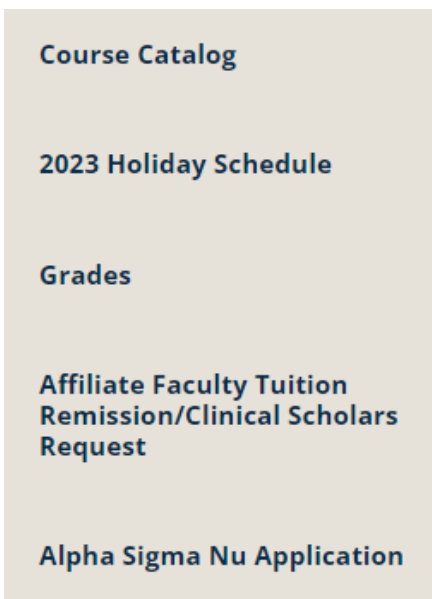 Course Catalog
2023 Holiday Schedule
Grades
Affiliate Faculty Tuition
Remission/Clinical Scholars
Request
Alpha Sigma Nu Application